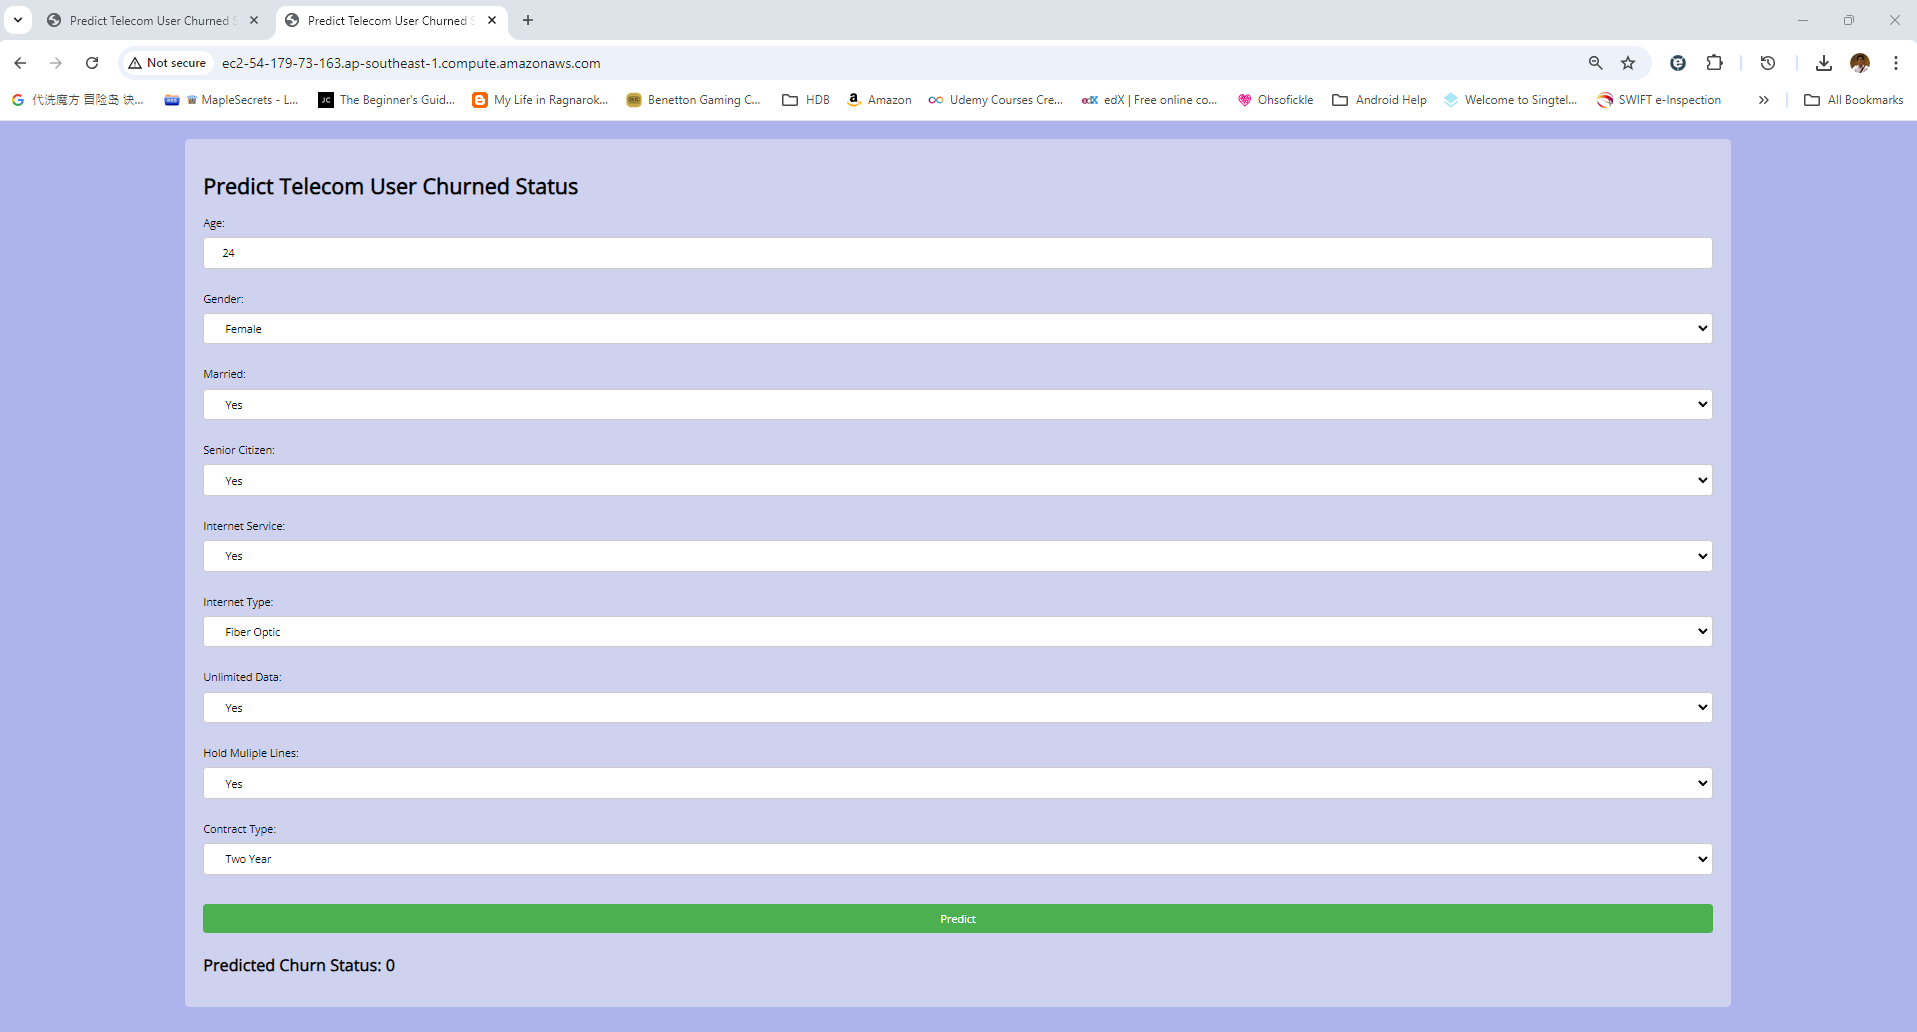 Predict Telecom User Churned S
Predict Telecom User Churned
Not secure ec2-54-179-73-163.ap-southeast-1.compute.amazonaws.com
代洗魔方 冒险岛 诀... MapleSecrets - L... The Beginner's Guid... My Life in Ragnarok... Benetton Gaming C... HDB Amazon Udemy Courses Cre... edX | Free online co... Ohsofickle Android Help Welcome to Singtel... SWIFT e-Inspection » All Bookmarks
Predict Telecom User Churned Status
Age:
24
Gender:
Female
Married:
Yes
Senior Citizen:
Yes
Internet Service:
Yes
Internet Type:
Fiber Optic
Unlimited Data:
Yes
Hold Muliple Lines:
Yes
Contract Type:
Two Year
Predict
Predicted Churn Status: 0